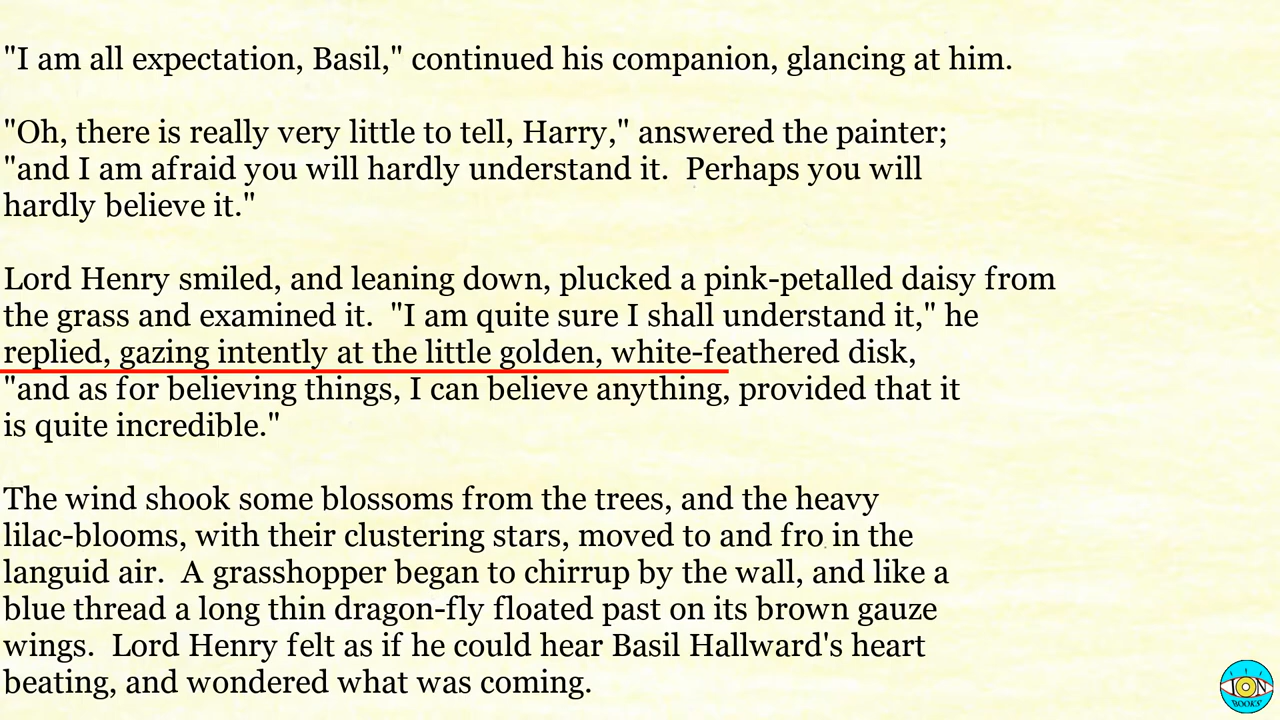 "I am all expectation, Basil," continued his companion, glancing at him.
"Oh, there is really very little to tell, Harry," answered the painter;
"and I am afraid you will hardly understand it.  Perhaps you will
hardly believe it."
Lord Henry smiled, and leaning down, plucked a pink-petalled daisy from
the grass and examined it.  "I am quite sure I shall understand it," he
replied, gazing intently at the little golden, white-feathered disk,
"and as for believing things, I can believe anything, provided that it
is quite incredible."
The wind shook some blossoms from the trees, and the heavy
lilac-blooms, with their clustering stars, moved to and fro in the
languid air.  A grasshopper began to chirrup by the wall, and like a
blue thread a long thin dragon-fly floated past on its brown gauze
wings.  Lord Henry felt as if he could hear Basil Hallward's heart
beating, and wondered what was coming.
ION
BOOKS